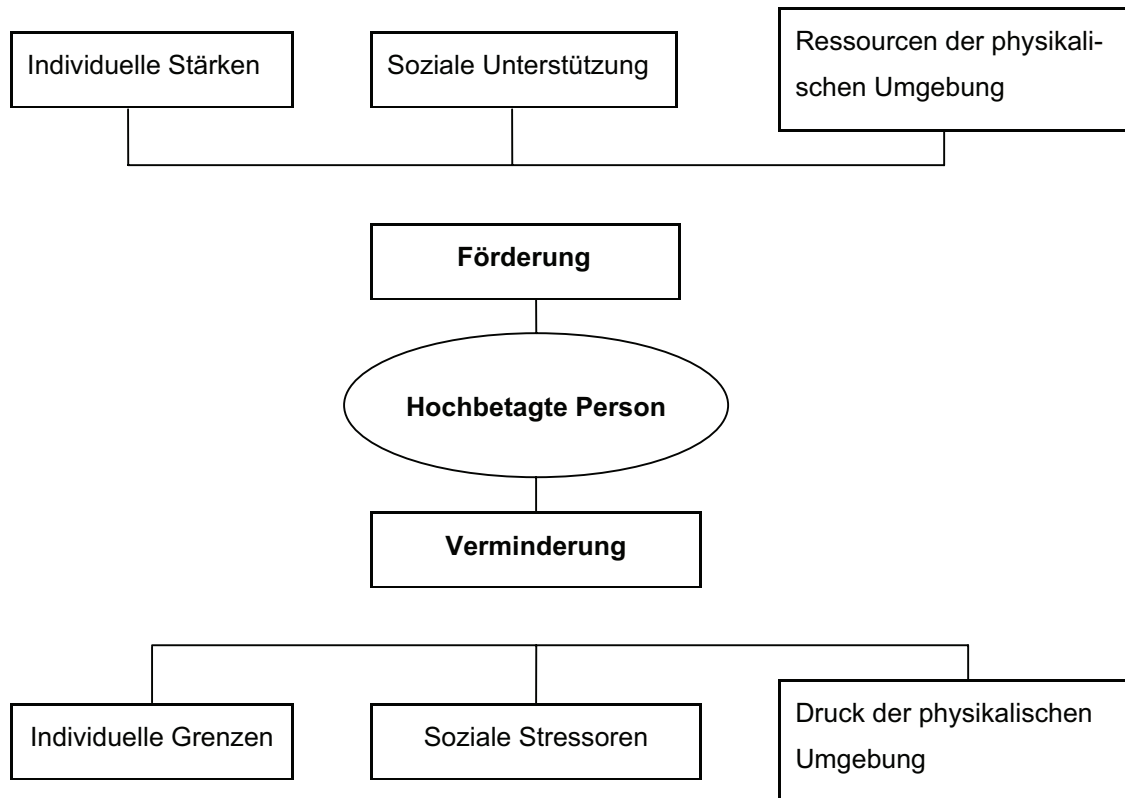 Individuelle Stärken
Soziale Unterstützung
Ressourcen der physikali-
schen Umgebung
Förderung
Hochbetagte Person
Verminderung
Individuelle Grenzen
Soziale Stressoren
Druck der physikalischen
Umgebung